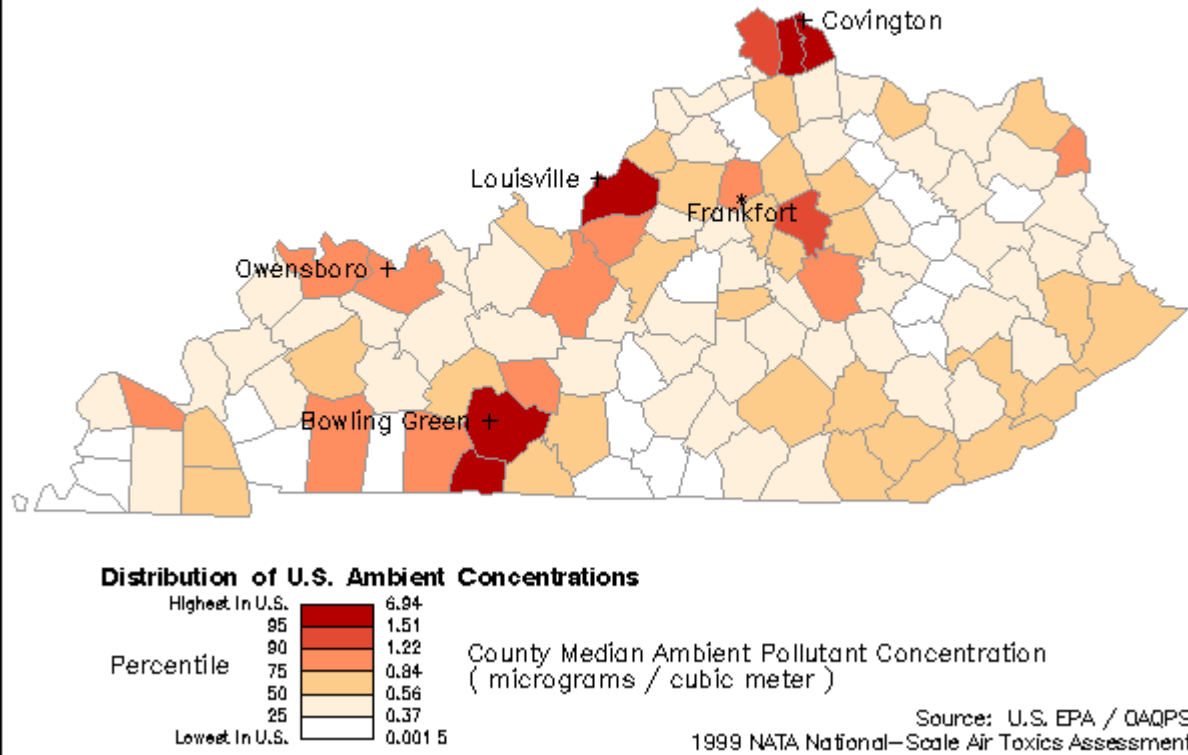 + Covington
Louisville +
*
Frankfort
Owensboro +
Bowling Green +
Distribution of U.S. Ambient Concentrations
Highest In U.S. 6.94
95 1.51
90 1.22
Percentile 75 0.84
50 0.56
25 0.37
Lowest In U.S. 0.0015
County Median Ambient Pollutant Concentration
( micrograms / cubic meter )
Source: U.S. EPA / OAQPS
1999 NATA National-Scale Air Toxics Assessment